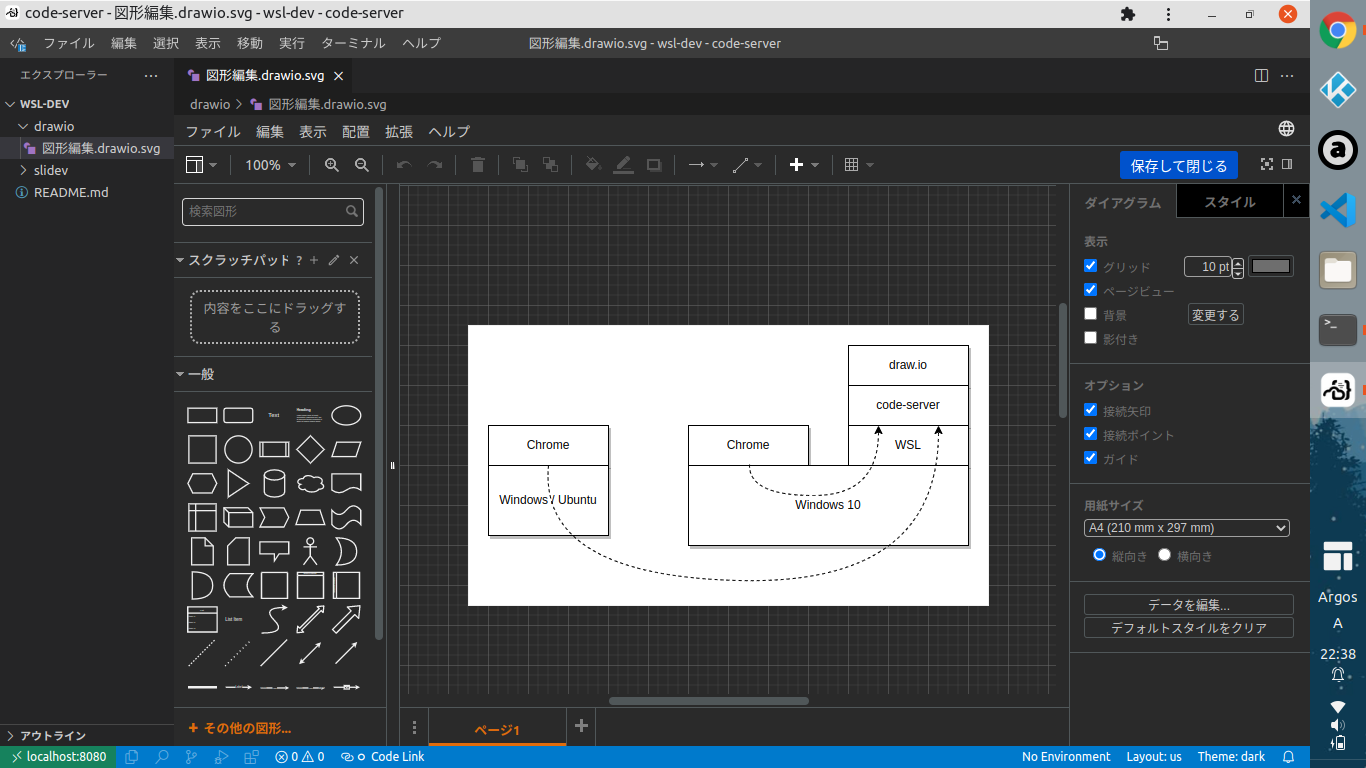 code-server - 図形編集.drawio.svg - wsl-dev - code-server
ファイル 編集 選択 表示 移動 実行 ターミナル ヘルプ
図形編集.drawio.svg - wsl-dev - code-server
エクスプローラー
WSL-DEV
drawio
図形編集.drawio.svg
slidev
README.md
アウトライン
図形編集.drawio.svg
drawio
図形編集.drawio.svg
ファイル 編集 表示 配置 拡張 ヘルプ
100%
保存して閉じる
検索図形
スクラッチパッド ?
内容をここにドラッグす
る
一般
Text
Heading
List Item
+ その他の図形...
draw.io
code-server
WSL
Chrome
Windows / Ubuntu
Chrome
Windows 10
ページ1
ダイアグラム
スタイル
表示
グリッド
10 pt
ページビュー
背景
変更する
影付き
オプション
接続矢印
接続ポイント
ガイド
用紙サイズ
A4 (210 mm x 297 mm)
縦向き
横向き
データを編集...
デフォルトスタイルをクリア
localhost:8080
0
0
Code Link
No Environment
Layout: us
Theme: dark
a
>_
Argos
A
22:38